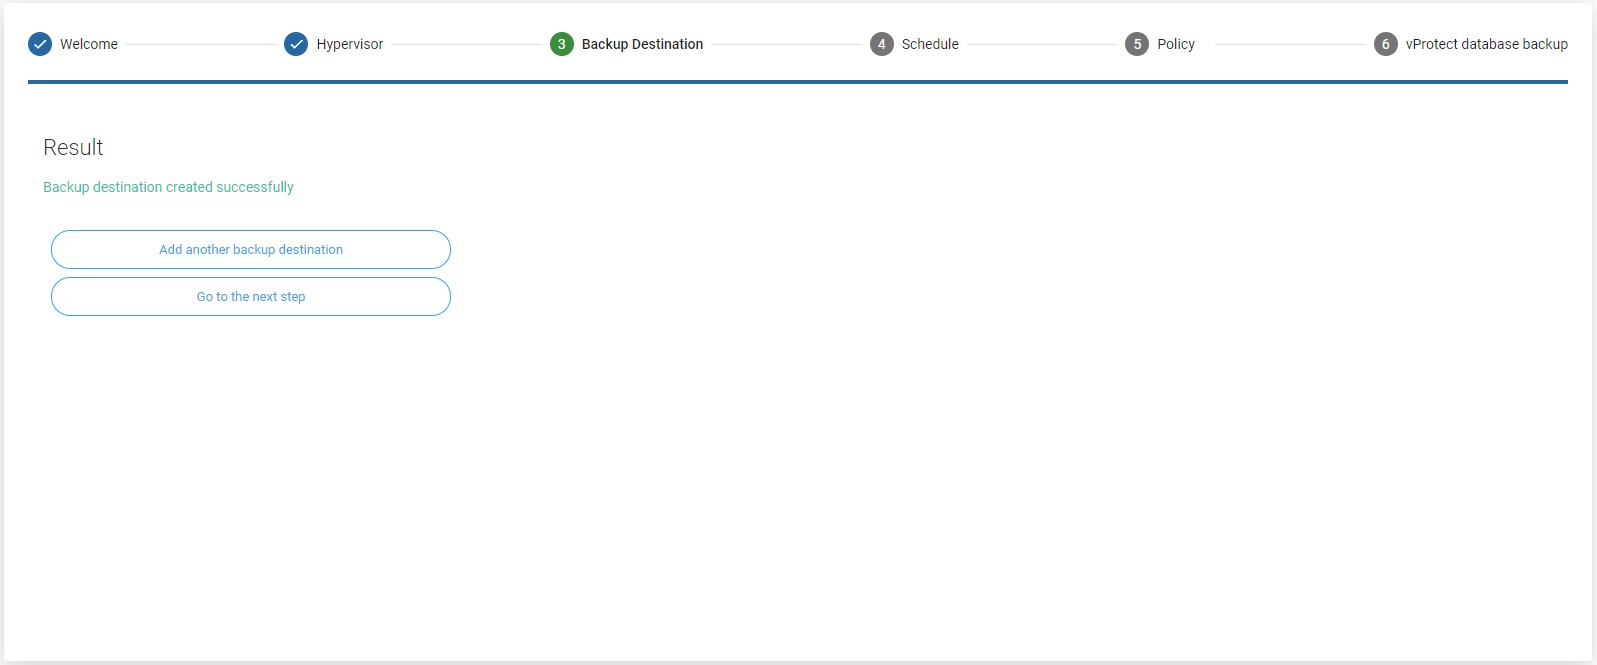 Welcome
Hypervisor
3 Backup Destination
4 Schedule
5 Policy
6 vProtect database backup
Result
Backup destination created successfully
Add another backup destination
Go to the next step